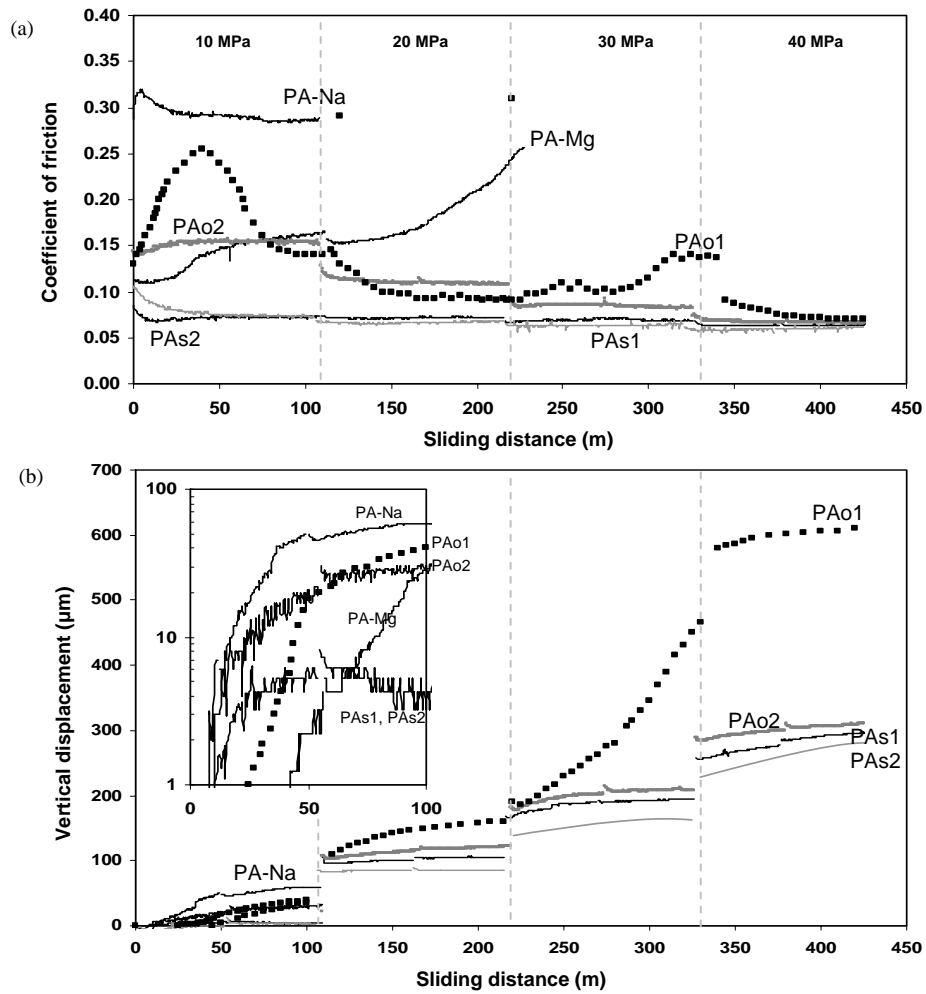 (a)
0.40
0.35
0.30
0.25
0.20
0.15
0.10
0.05
0.00
Coefficient of friction
10 MPa
20 MPa
30 MPa
40 MPa
PA-Na
PA-Mg
PAo2
PAo1
PAs2
PAs1
0 50 100 150 200 250 300 350 400 450
Sliding distance (m)
(b)
700
600
500
400
300
200
100
0
Vertical displacement (µm)
100
10
1
PA-Na
PAo1
PAo2
PA-Mg
PAs1, PAs2
0 50 100
PAo1
PAo2
PAs1
PAs2
PA-Na
0 50 100 150 200 250 300 350 400 450
Sliding distance (m)